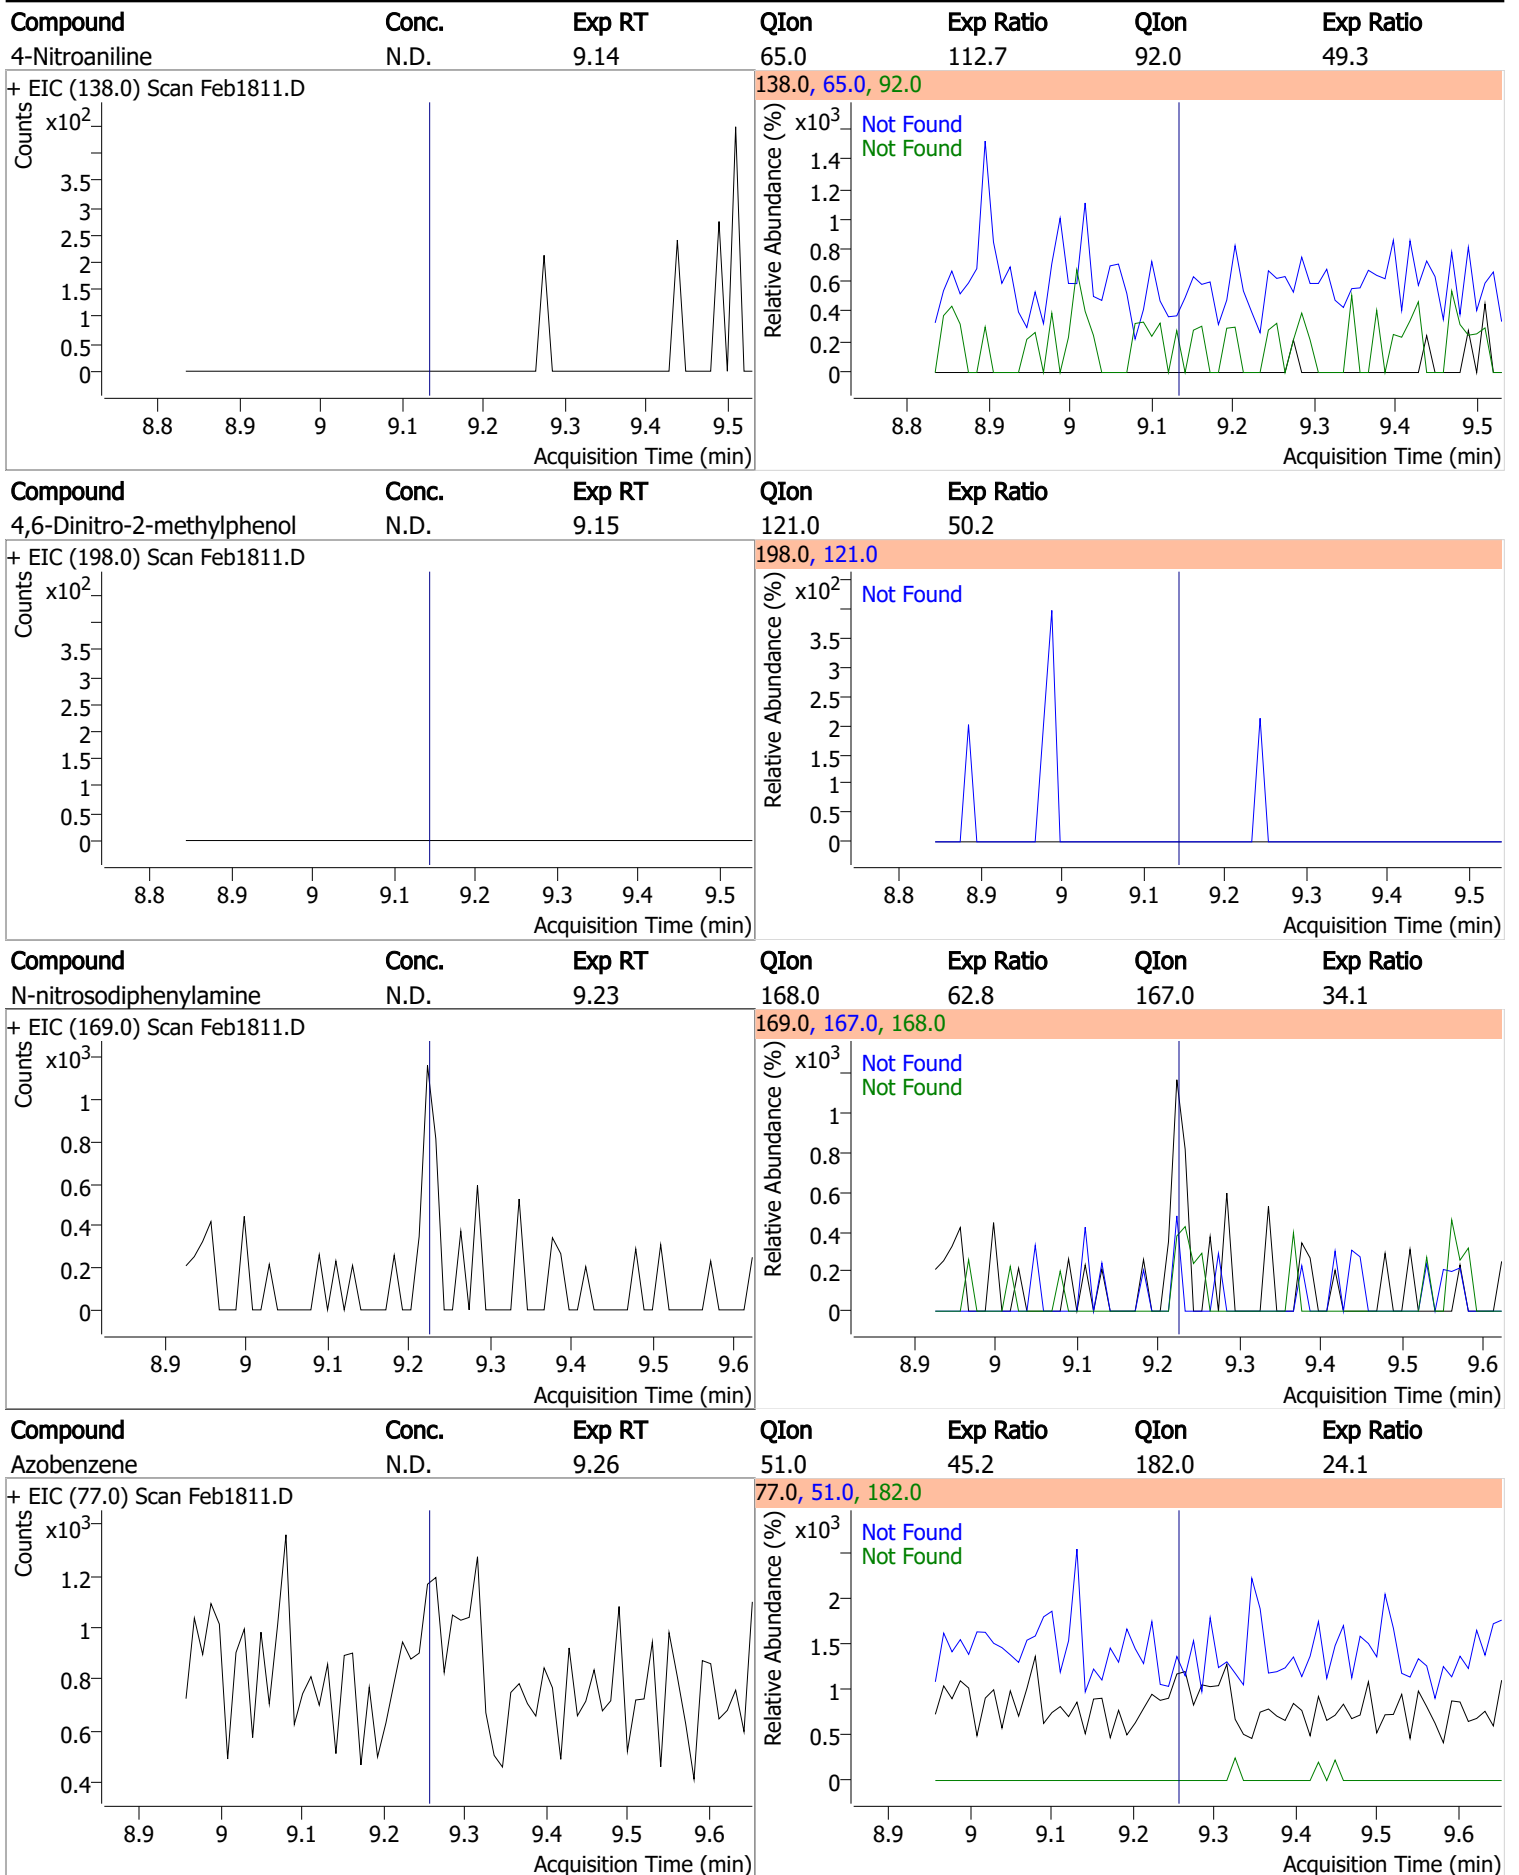 Compound Conc. Exp RT QIon Exp Ratio QIon Exp Ratio
4-Nitroaniline N.D. 9.14 65.0 112.7 92.0 49.3
+ EIC (138.0) Scan Feb1811.D
Counts
x10²
3.5
3
2.5
2
1.5
1
0.5
0
8.8 8.9 9 9.1 9.2 9.3 9.4 9.5
Acquisition Time (min)
138.0, 65.0, 92.0
Relative Abundance (%)
x10³
Not Found
Not Found
1.4
1.2
1
0.8
0.6
0.4
0.2
0
8.8 8.9 9 9.1 9.2 9.3 9.4 9.5
Acquisition Time (min)
Compound Conc. Exp RT QIon Exp Ratio
4,6-Dinitro-2-methylphenol N.D. 9.15 121.0 50.2
+ EIC (198.0) Scan Feb1811.D
Counts
x10²
3.5
3
2.5
2
1.5
1
0.5
0
8.8 8.9 9 9.1 9.2 9.3 9.4 9.5
Acquisition Time (min)
198.0, 121.0
Relative Abundance (%)
x10²
Not Found
3.5
3
2.5
2
1.5
1
0.5
0
8.8 8.9 9 9.1 9.2 9.3 9.4 9.5
Acquisition Time (min)
Compound Conc. Exp RT QIon Exp Ratio QIon Exp Ratio
N-nitrosodiphenylamine N.D. 9.23 168.0 62.8 167.0 34.1
+ EIC (169.0) Scan Feb1811.D
Counts
x10³
1
0.8
0.6
0.4
0.2
0
8.9 9 9.1 9.2 9.3 9.4 9.5 9.6
Acquisition Time (min)
169.0, 167.0, 168.0
Relative Abundance (%)
x10³
Not Found
Not Found
1
0.8
0.6
0.4
0.2
0
8.9 9 9.1 9.2 9.3 9.4 9.5 9.6
Acquisition Time (min)
Compound Conc. Exp RT QIon Exp Ratio QIon Exp Ratio
Azobenzene N.D. 9.26 51.0 45.2 182.0 24.1
+ EIC (77.0) Scan Feb1811.D
Counts
x10³
1.2
1
0.8
0.6
0.4
8.9 9 9.1 9.2 9.3 9.4 9.5 9.6
Acquisition Time (min)
77.0, 51.0, 182.0
Relative Abundance (%)
x10³
Not Found
Not Found
2
1.5
1
0.5
0
8.9 9 9.1 9.2 9.3 9.4 9.5 9.6
Acquisition Time (min)